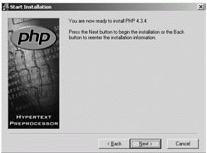 Start Installation
You are now ready to install PHP 4.3.4.
Press the Next button to begin the installation or the Back
button to reenter the installation information.
php
HYPERTEXT
PREPROCESSOR
< Back
Next >
Cancel